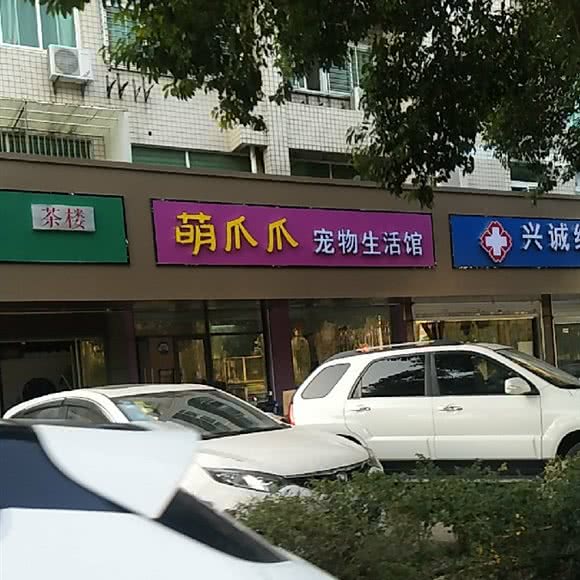 茶楼
萌爪爪 宠物生活馆
兴诚